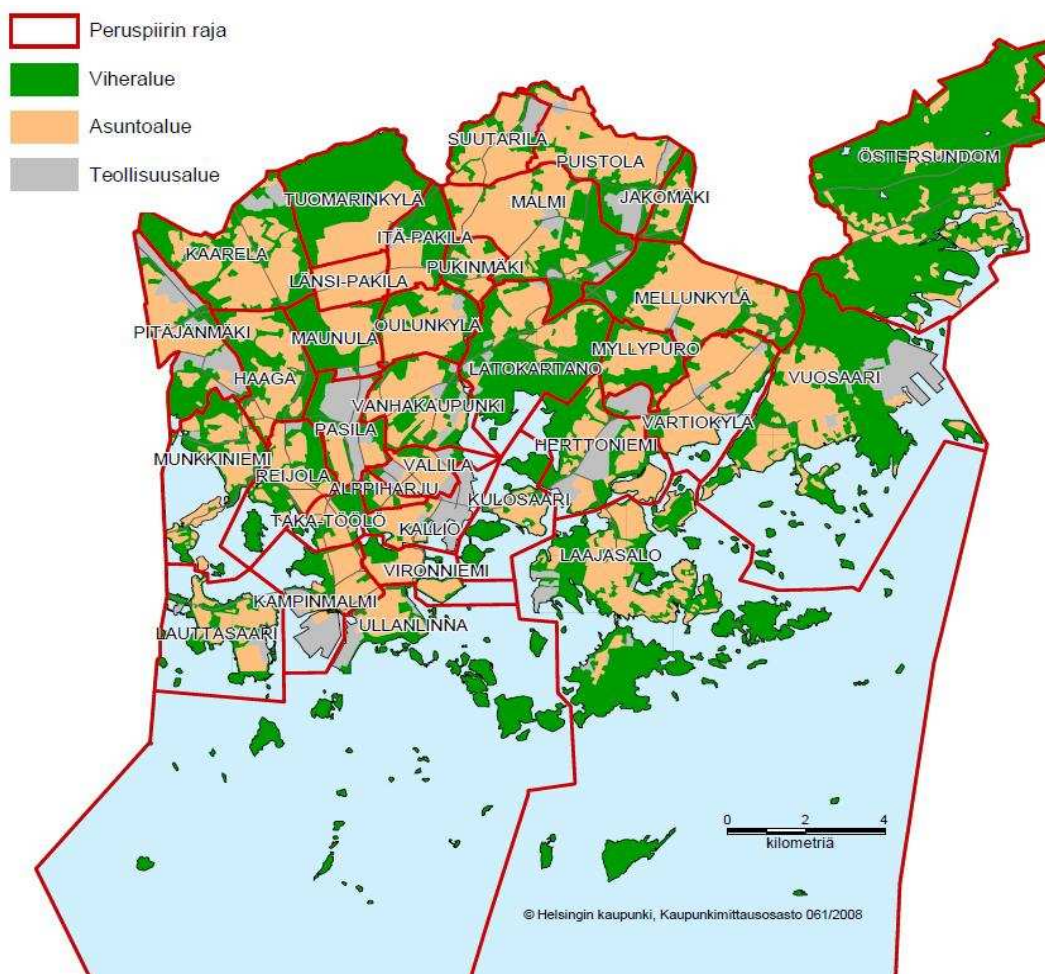 Peruspiirin raja
Viheralue
Asuntoalue
Teollisuusalue
SUUTARILA
PUISTOLA
ÖSTERSUNDOM
TUOMARINKYLÄ
MALMI
JAKOMÄKI
ITÄ-PAKILA
KAARELA
PUKINMÄKI
LÄNSI-PAKILA
MELLUNKYLÄ
PITÄJÄNMÄKI
MAUNULA
OULUNKYLÄ
MYLLYPURO
HAAGA
LATOKARTANO
VUOSAARI
VANHAKAUPUNKI
PASILA
VARTIOKYLÄ
HERTTONIEMI
MUNKKINIEMI
VALLILA
REIJOLA
ALPPIHARJU
KULOSAARI
TAKA-TÖÖLÖ
KALLIO
LAAJASALO
VIRONNIEMI
KAMPINMALMI
ULLANLINNA
LAUTTASAARI
0 2 4
kilometriä
© Helsingin kaupunki, Kaupunkimittausosasto 061/2008